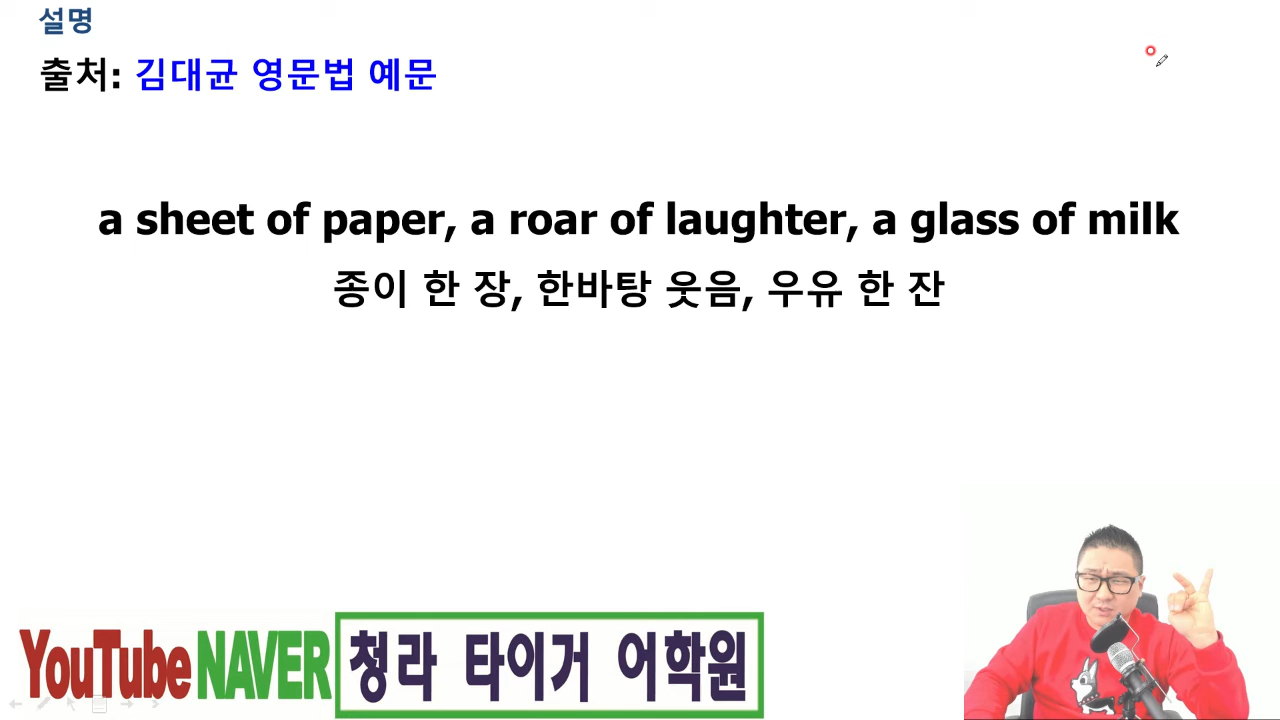 설명
출처: 김대균 영문법 예문
a sheet of paper, a roar of laughter, a glass of milk
종이 한 장, 한바탕 웃음, 우유 한 잔
YouTube NAVER 청라 타이거 어학원